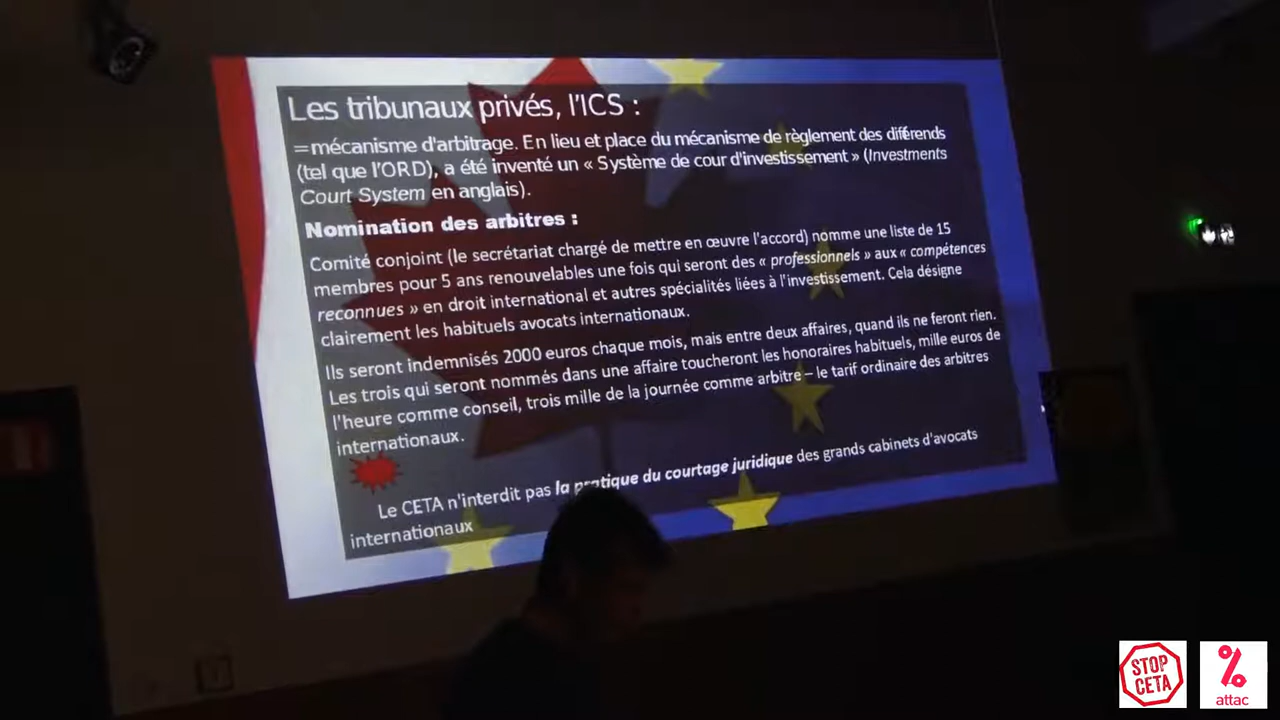 Les tribunaux privés, l'ICS :
=mécanisme d'arbitrage. En lieu et place du mécanisme de règlement des différends
(tel que l'ORD), a été inventé un « Système de cour d'investissement » (Investments
Court System en anglais).
Nomination des arbitres :
Comité conjoint (le secrétariat chargé de mettre en œuvre l'accord) nomme une liste de 15
membres pour 5 ans renouvelables une fois qui seront des « professionnels » aux « compétences
reconnues » en droit international et autres spécialités liées à l'investissement. Cela désigne
clairement les habituels avocats internationaux.
Ils seront indemnisés 2000 euros chaque mois, mais entre deux affaires, quand ils ne feront rien.
Les trois qui seront nommés dans une affaire toucheront les honoraires habituels, mille euros de
l'heure comme conseil, trois mille de la journée comme arbitre – le tarif ordinaire des arbitres
internationaux.
Le CETA n'interdit pas la pratique du courtage juridique des grands cabinets d'avocats
internationaux
STOP
CETA
%
attac